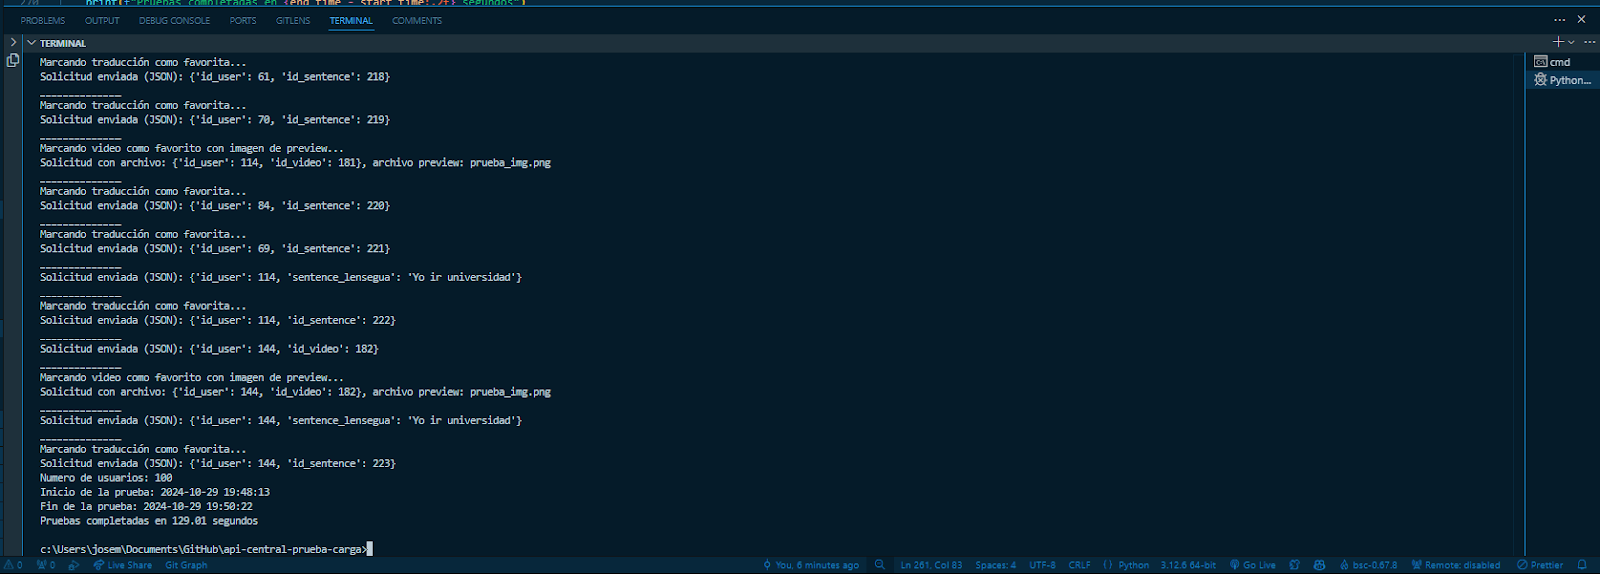 270 print(f"Pruebas completadas en {end_time - start_time:.2f} segundos")
PROBLEMS OUTPUT DEBUG CONSOLE PORTS GITLENS TERMINAL COMMENTS
TERMINAL
Marcando traducción como favorita...
Solicitud enviada (JSON): {'id_user': 61, 'id_sentence': 218}
______________
Marcando traducción como favorita...
Solicitud enviada (JSON): {'id_user': 70, 'id_sentence': 219}
______________
Marcando video como favorito con imagen de preview...
Solicitud con archivo: {'id_user': 114, 'id_video': 181}, archivo preview: prueba_img.png
______________
Marcando traducción como favorita...
Solicitud enviada (JSON): {'id_user': 84, 'id_sentence': 220}
______________
Marcando traducción como favorita...
Solicitud enviada (JSON): {'id_user': 69, 'id_sentence': 221}
______________
Solicitud enviada (JSON): {'id_user': 114, 'sentence_lensegua': 'Yo ir universidad'}
______________
Marcando traducción como favorita...
Solicitud enviada (JSON): {'id_user': 114, 'id_sentence': 222}
______________
Solicitud enviada (JSON): {'id_user': 144, 'id_video': 182}
______________
Marcando video como favorito con imagen de preview...
Solicitud con archivo: {'id_user': 144, 'id_video': 182}, archivo preview: prueba_img.png
______________
Solicitud enviada (JSON): {'id_user': 144, 'sentence_lensegua': 'Yo ir universidad'}
______________
Marcando traducción como favorita...
Solicitud enviada (JSON): {'id_user': 144, 'id_sentence': 223}
Numero de usuarios: 100
Inicio de la prueba: 2024-10-29 19:48:13
Fin de la prueba: 2024-10-29 19:50:22
Pruebas completadas en 129.01 segundos
c:\Users\josem\Documents\GitHub\api-central-prueba-carga>
cmd
Python...
0 0 Live Share Git Graph You, 6 minutes ago Ln 261, Col 83 Spaces: 4 UTF-8 CRLF Python 3.12.6 64-bit Go Live bsc-0.67.8 Remote: disabled Prettier